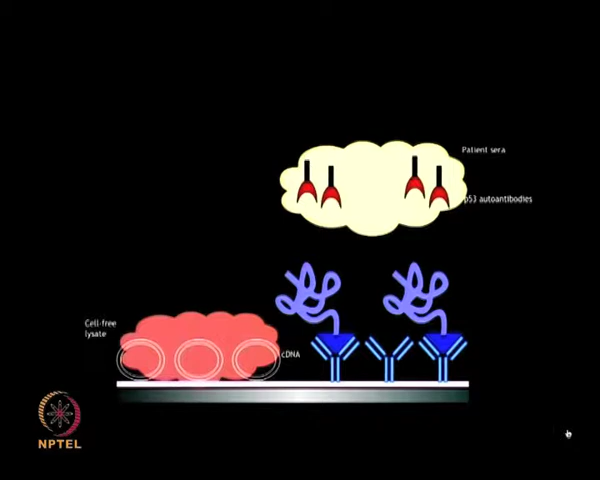 Patient sera
p53 autoantibodies
Cell-free
lysate
cDNA
NPTEL